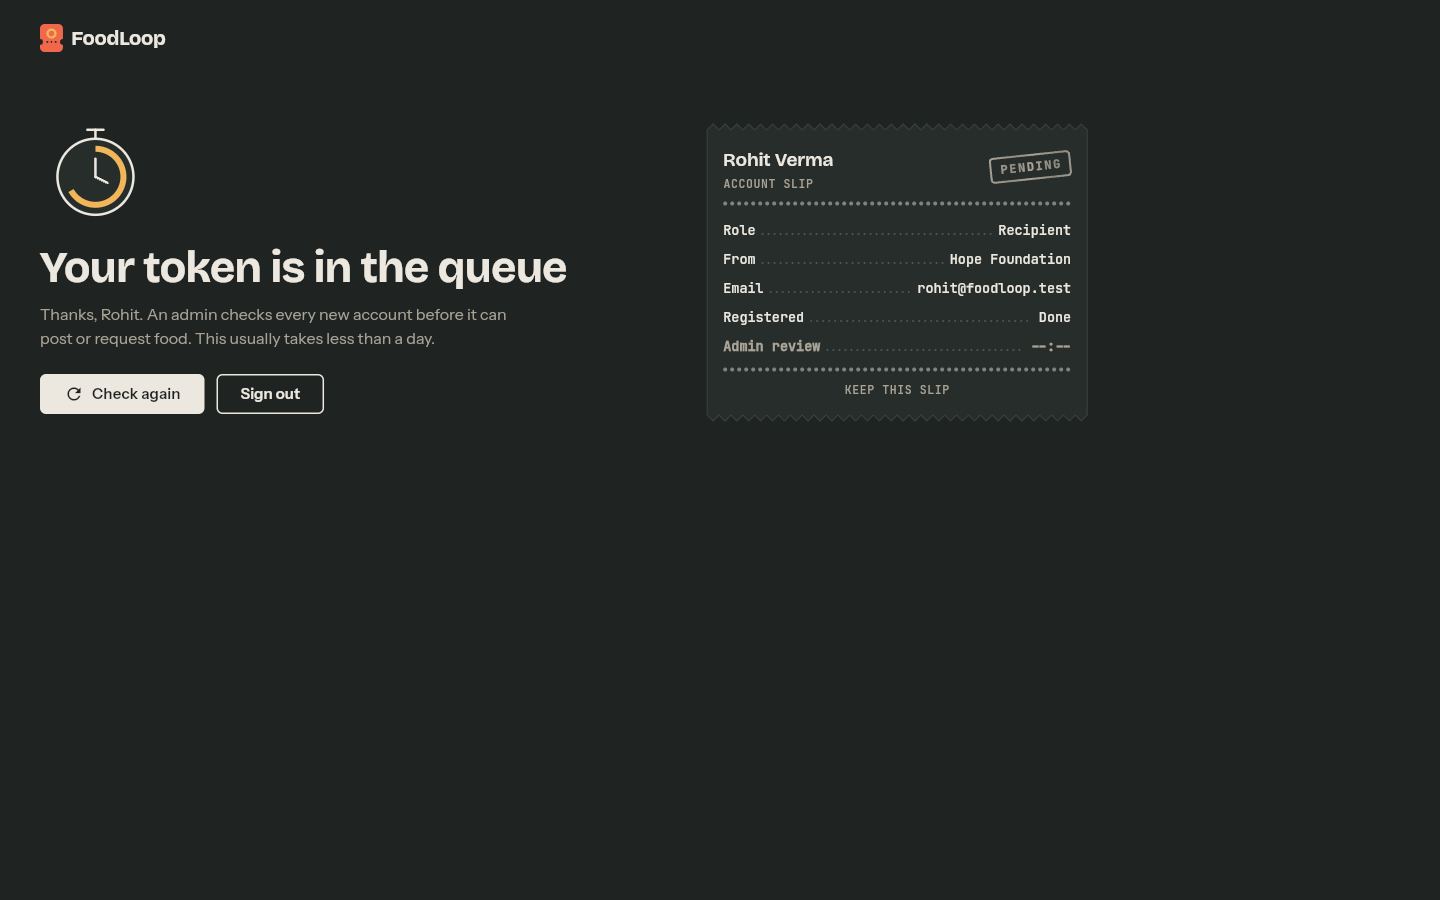 FoodLoop
Your token is in the queue
Thanks, Rohit. An admin checks every new account before it can
post or request food. This usually takes less than a day.
Check again
Sign out
Rohit Verma
PENDING
ACCOUNT SLIP
Role Recipient
From Hope Foundation
Email rohit@foodloop.test
Registered Done
Admin review --:--
KEEP THIS SLIP